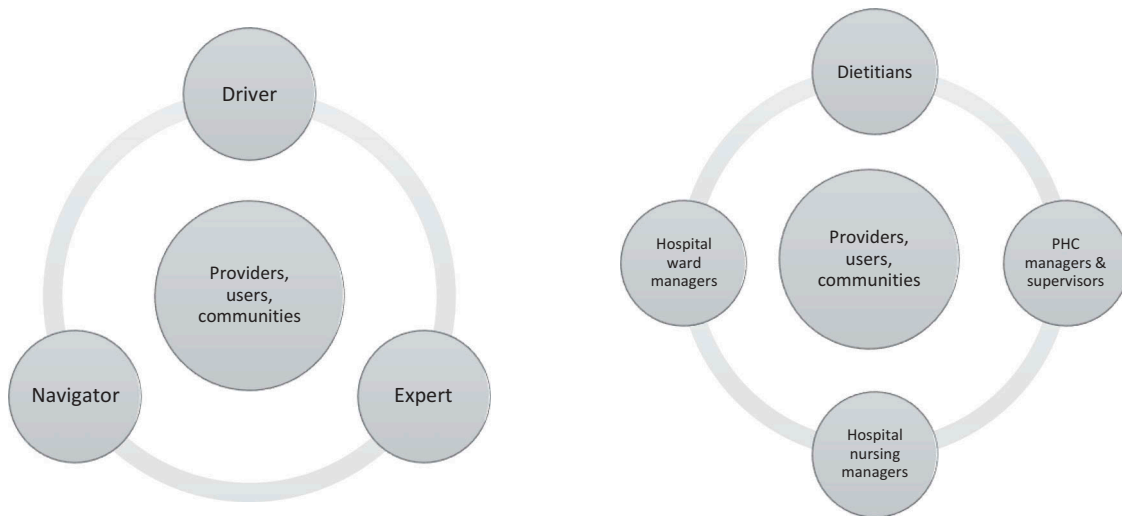 Driver
Providers,
users,
communities
Navigator
Expert
Dietitians
Hospital
ward
managers
Providers,
users,
communities
PHC
managers &
supervisors
Hospital
nursing
managers